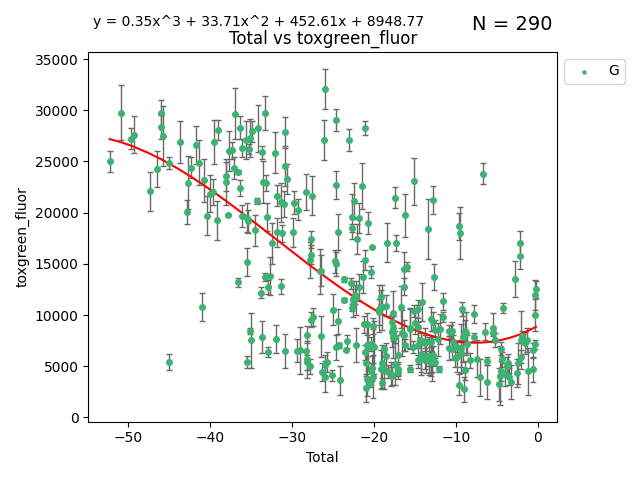 y = 0.35x^3 + 33.71x^2 + 452.61x + 8948.77
N = 290
Total vs toxgreen_fluor
G
toxgreen_fluor
35000
30000
25000
20000
15000
10000
5000
0
−50 −40 −30 −20 −10 0
Total